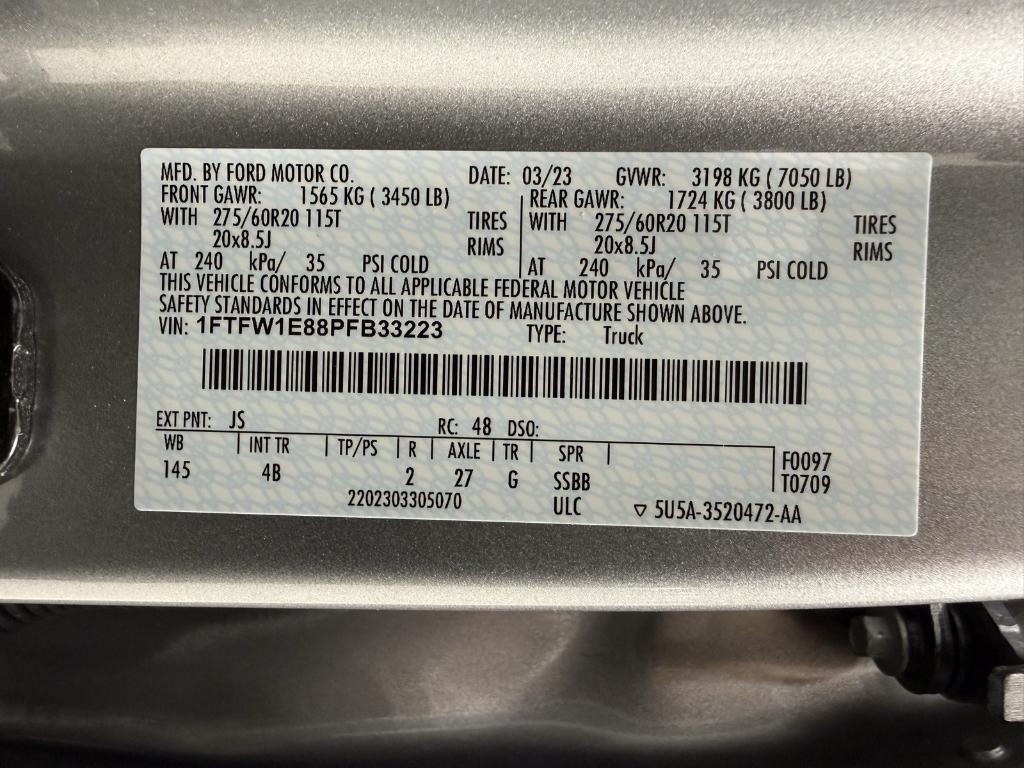 MFD. BY FORD MOTOR CO. DATE: 03/23 GVWR: 3198 KG ( 7050 LB)
FRONT GAWR: 1565 KG ( 3450 LB) REAR GAWR: 1724 KG ( 3800 LB)
WITH 275/60R20 115T TIRES WITH 275/60R20 115T TIRES
20x8.5J RIMS 20x8.5J RIMS
AT 240 kPa/ 35 PSI COLD AT 240 kPa/ 35 PSI COLD
THIS VEHICLE CONFORMS TO ALL APPLICABLE FEDERAL MOTOR VEHICLE
SAFETY STANDARDS IN EFFECT ON THE DATE OF MANUFACTURE SHOWN ABOVE.
VIN: 1FTFW1E88PFB33223 TYPE: Truck
EXT PNT: JS RC: 48 DSO:
WB INT TR TP/PS R AXLE TR SPR F0097
145 4B 2 27 G SSBB T0709
2202303305070 ULC ▽ 5U5A-3520472-AA